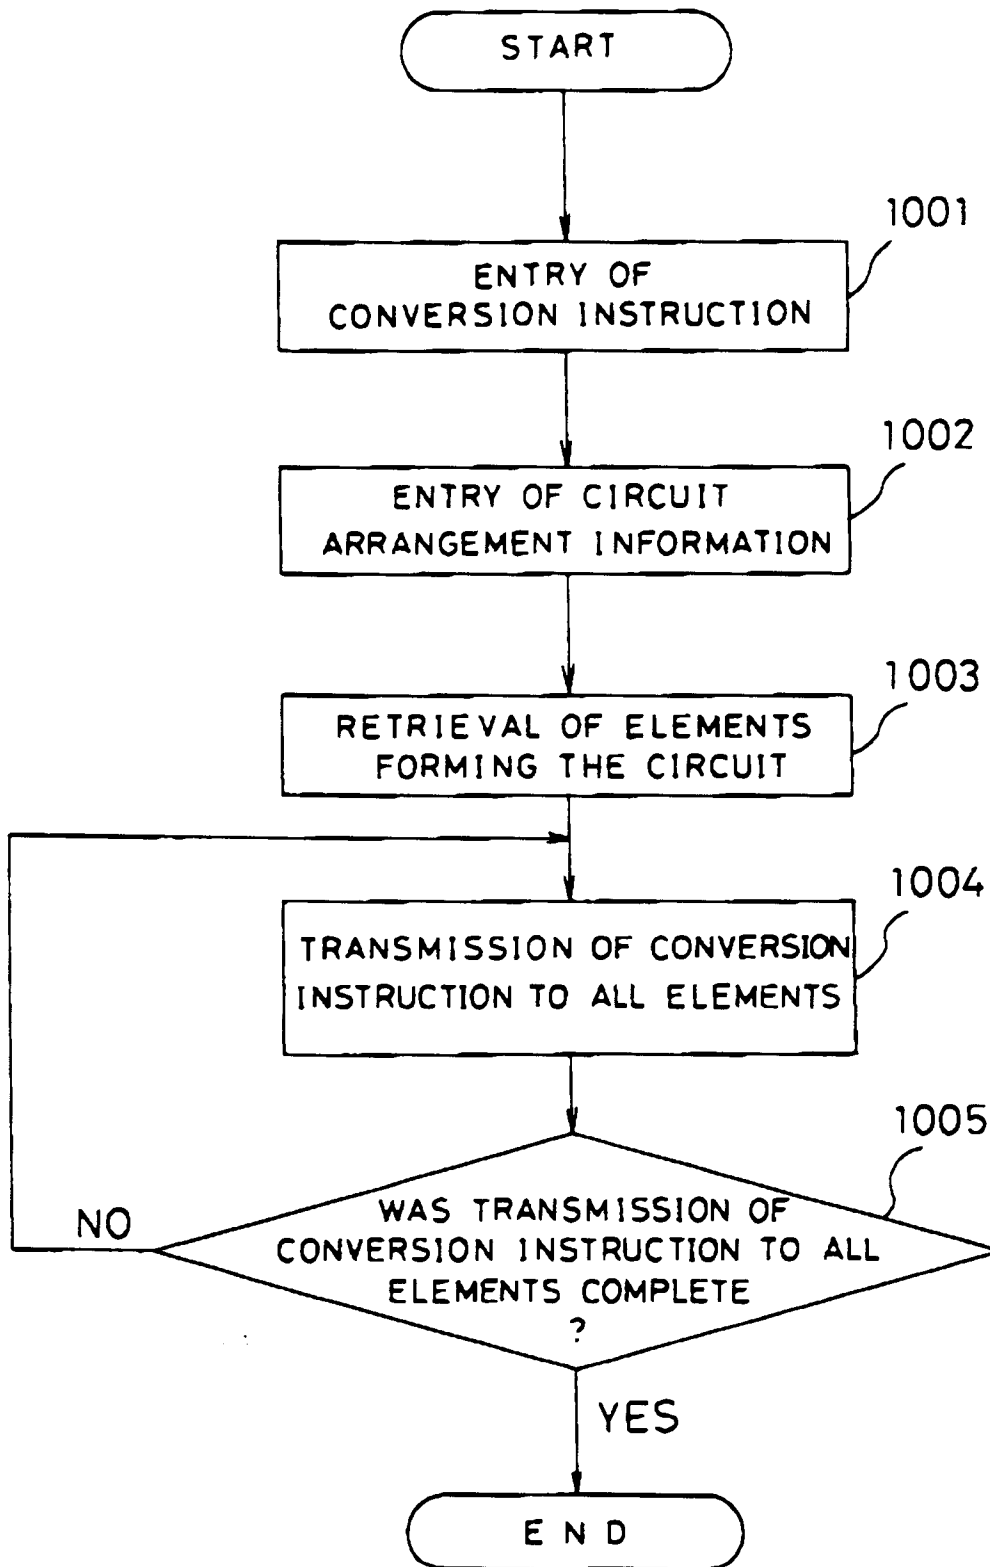 START
1001
ENTRY OF
CONVERSION INSTRUCTION
1002
ENTRY OF CIRCUIT
ARRANGEMENT INFORMATION
1003
RETRIEVAL OF ELEMENTS
FORMING THE CIRCUIT
1004
TRANSMISSION OF CONVERSION
INSTRUCTION TO ALL ELEMENTS
1005
WAS TRANSMISSION OF
CONVERSION INSTRUCTION TO ALL
ELEMENTS COMPLETE
?
NO
YES
END